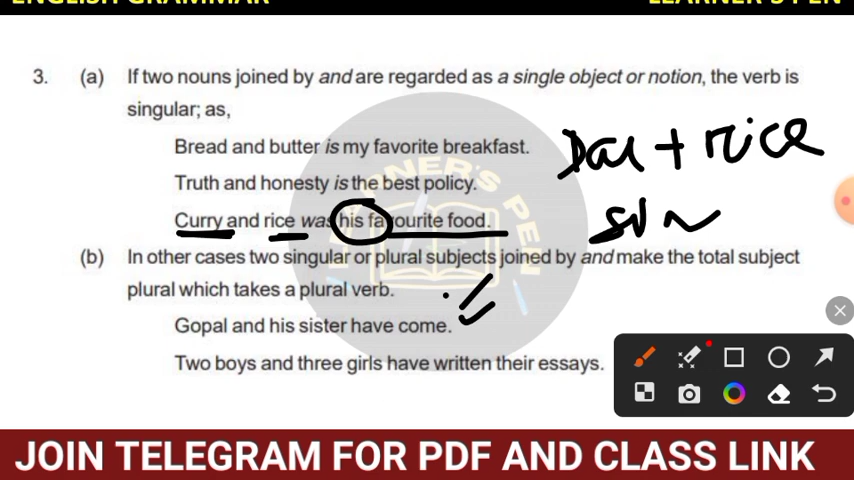 ENGLISH GRAMMAR LEARNER'S PEN
3. (a) If two nouns joined by and are regarded as a single object or notion, the verb is
singular; as,
Bread and butter is my favorite breakfast.
Truth and honesty is the best policy.
Curry and rice was his favourite food.
(b) In other cases two singular or plural subjects joined by and make the total subject
plural which takes a plural verb.
Gopal and his sister have come.
Two boys and three girls have written their essays.
Dal + rice
LEARNER'S PEN
JOIN TELEGRAM FOR PDF AND CLASS LINK